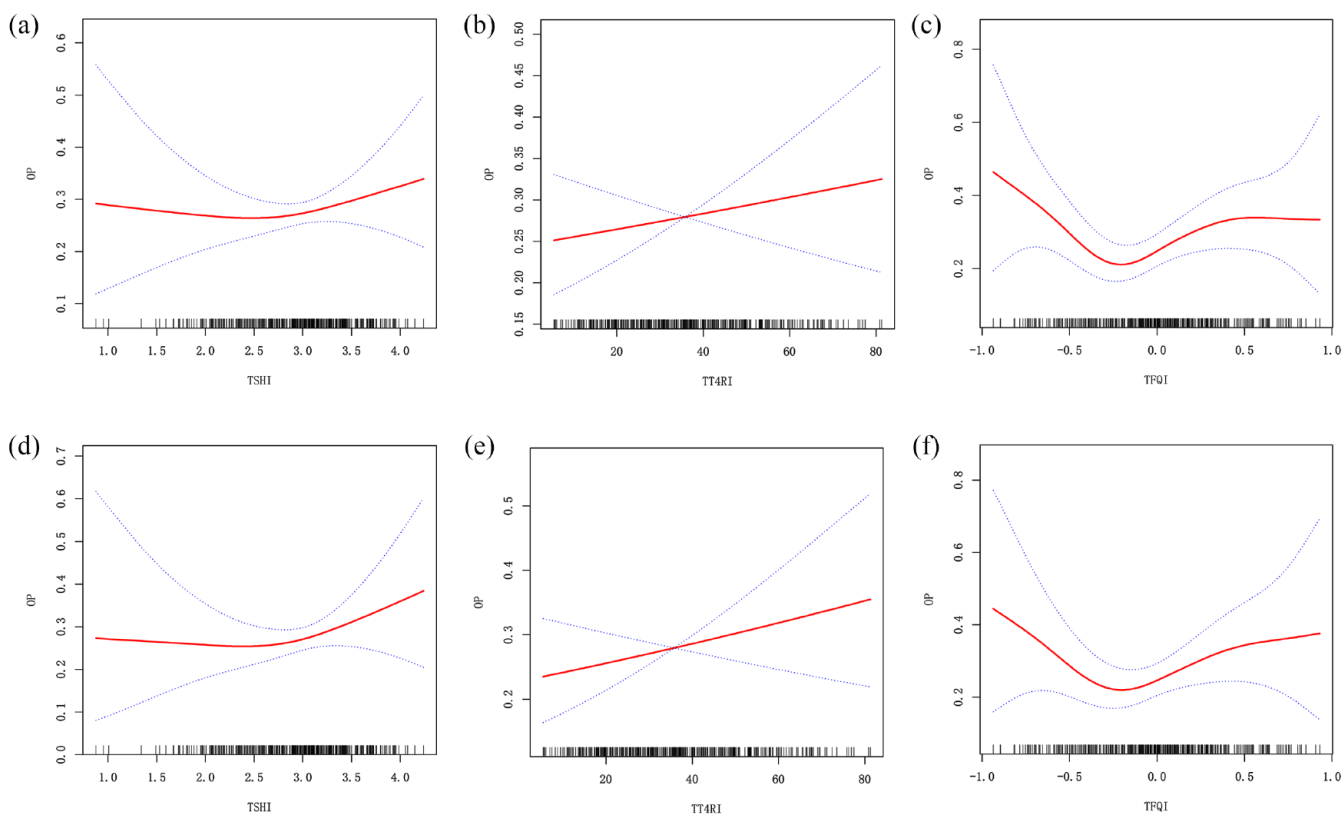 (a)
0.6
0.5
0.4
0.3
0.2
0.1
OP
1.0 1.5 2.0 2.5 3.0 3.5 4.0
TSHI
(b)
0.50
0.45
0.40
0.35
0.30
0.25
0.20
0.15
OP
20 40 60 80
TT4RI
(c)
0.8
0.6
0.4
0.2
OP
-1.0 -0.5 0.0 0.5 1.0
TFQI
(d)
0.7
0.6
0.5
0.4
0.3
0.2
0.1
0.0
OP
1.0 1.5 2.0 2.5 3.0 3.5 4.0
TSHI
(e)
0.5
0.4
0.3
0.2
OP
20 40 60 80
TT4RI
(f)
0.8
0.6
0.4
0.2
OP
-1.0 -0.5 0.0 0.5 1.0
TFQI